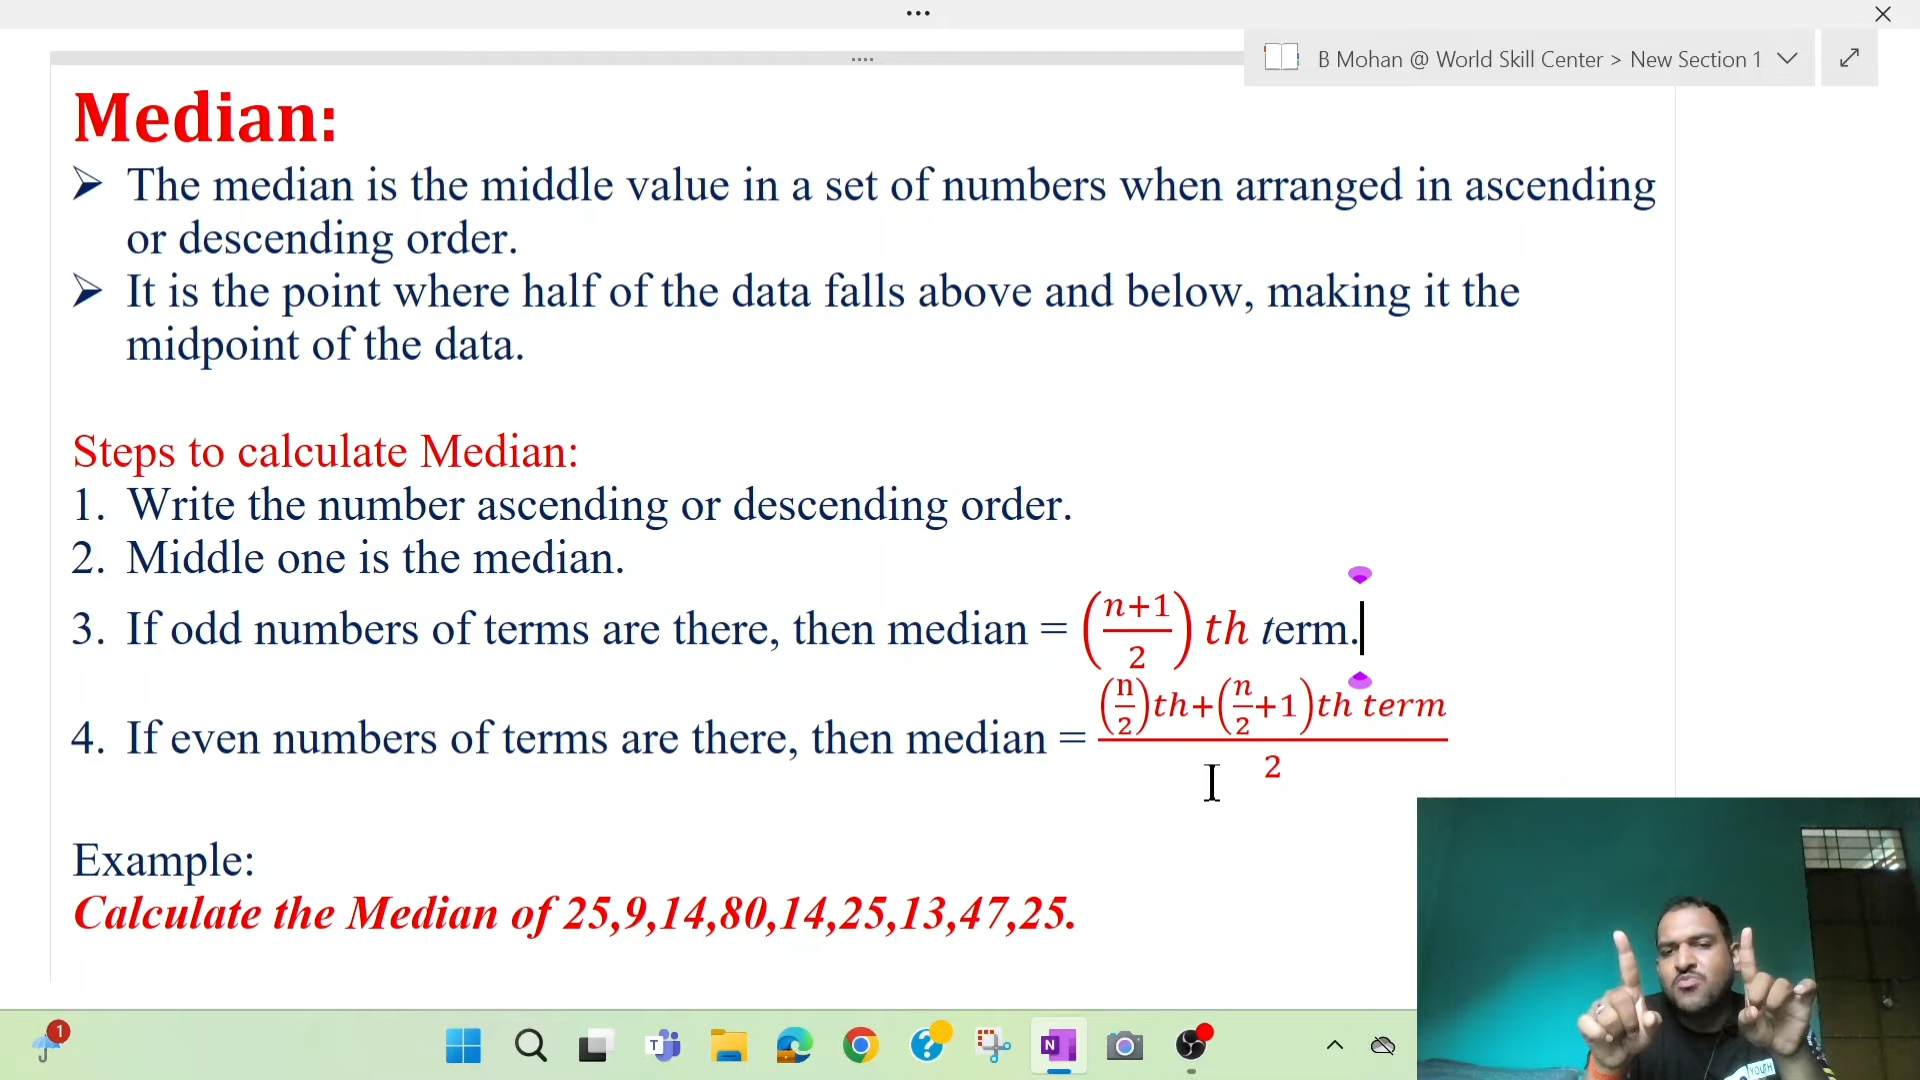 B Mohan @ World Skill Center > New Section 1
Median:
➤ The median is the middle value in a set of numbers when arranged in ascending
or descending order.
➤ It is the point where half of the data falls above and below, making it the
midpoint of the data.
Steps to calculate Median:
1. Write the number ascending or descending order.
2. Middle one is the median.
3. If odd numbers of terms are there, then median = ((n+1)/2) th term.
4. If even numbers of terms are there, then median = ((n/2)th+(n/2+1)th term)/2
Example:
Calculate the Median of 25,9,14,80,14,25,13,47,25.
1
T
N
YOUTH